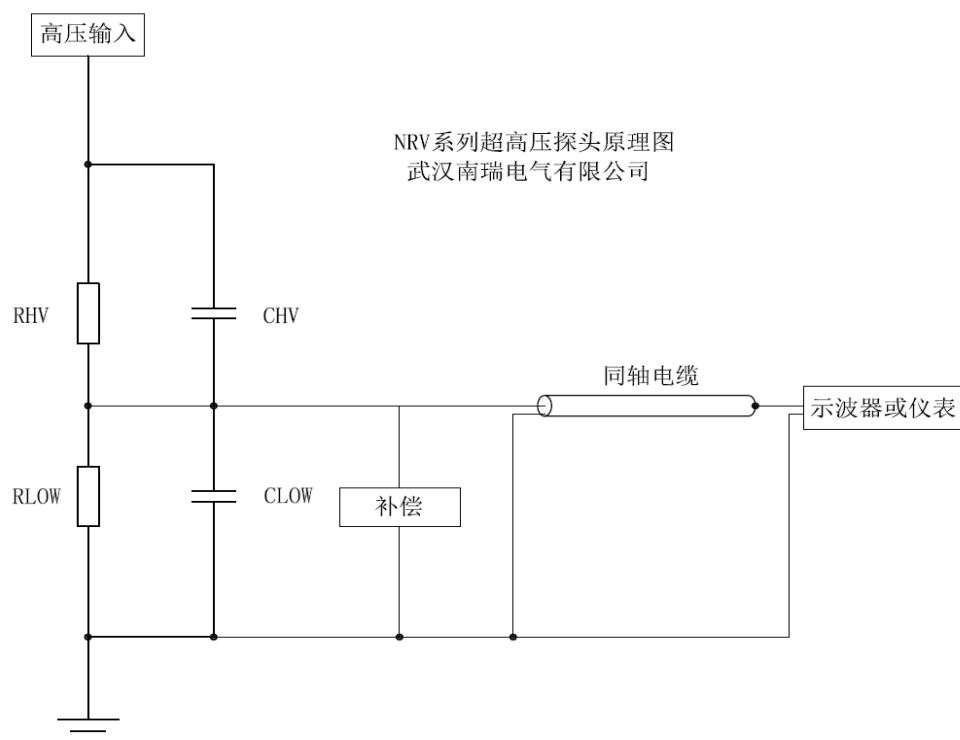 高压输入
NRV系列超高压探头原理图
武汉南瑞电气有限公司
RHV
CHV
同轴电缆
示波器或仪表
RLOW
CLOW
补偿